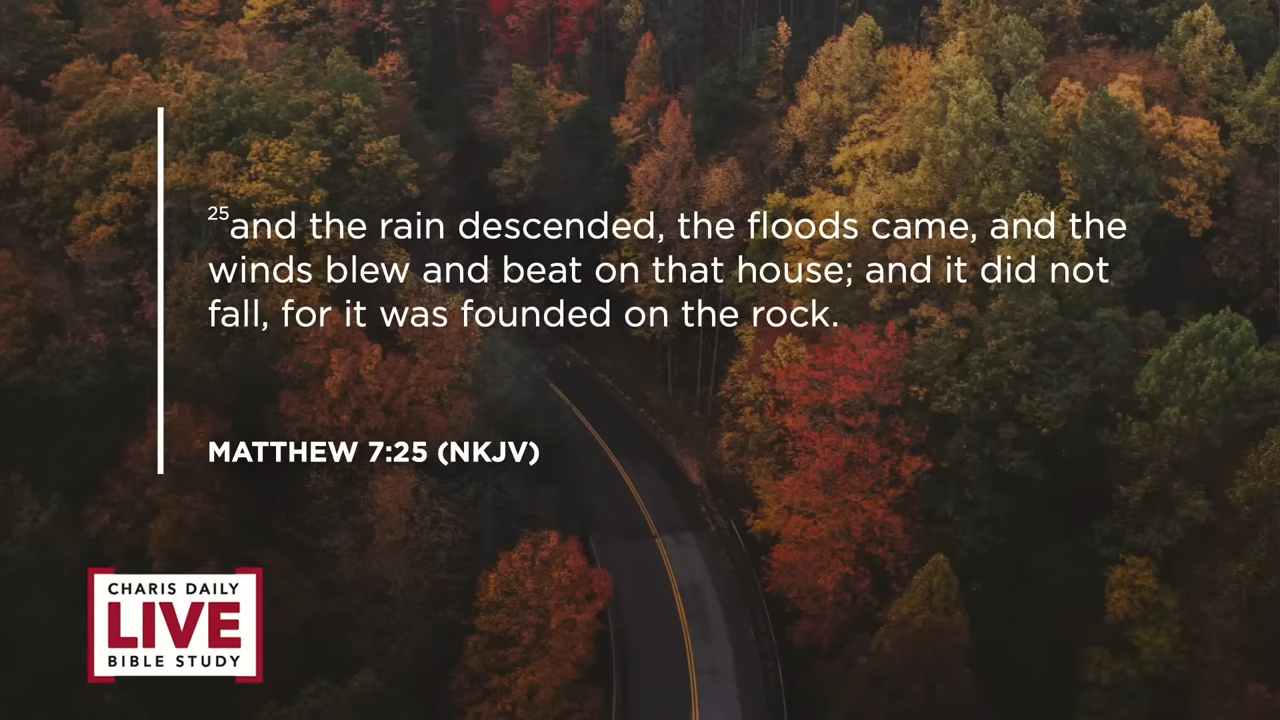 25and the rain descended, the floods came, and the
winds blew and beat on that house; and it did not
fall, for it was founded on the rock.
MATTHEW 7:25 (NKJV)
CHARIS DAILY
LIVE
BIBLE STUDY